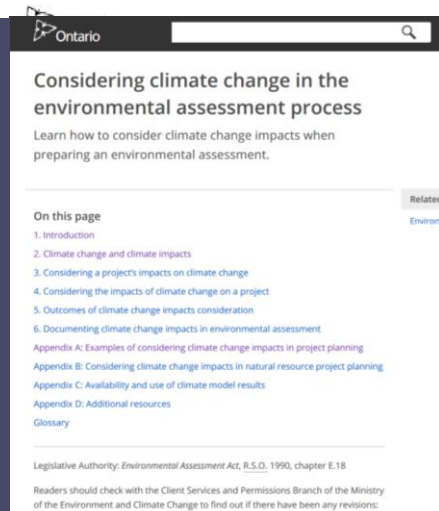 Ontario
Considering climate change in the
environmental assessment process
Learn how to consider climate change impacts when
preparing an environmental assessment.
Related
Environ
On this page
1. Introduction
2. Climate change and climate impacts
3. Considering a project's impacts on climate change
4. Considering the impacts of climate change on a project
5. Outcomes of climate change impacts consideration
6. Documenting climate change impacts in environmental assessment
Appendix A: Examples of considering climate change impacts in project planning
Appendix B: Considering climate change impacts in natural resource project planning
Appendix C: Availability and use of climate model results
Appendix D: Additional resources
Glossary
Legislative Authority: Environmental Assessment Act, R.S.O. 1990, chapter E.18
Readers should check with the Client Services and Permissions Branch of the Ministry
of the Environment and Climate Change to find out if there have been any revisions: